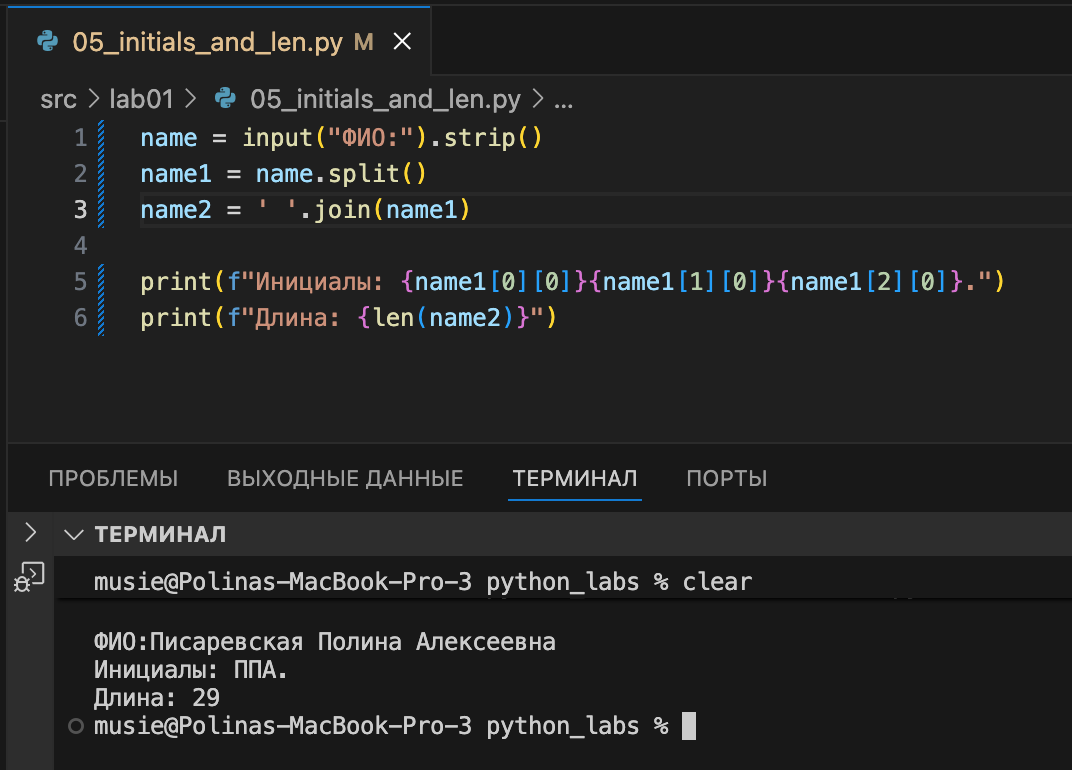 05_initials_and_len.py M
src > lab01 > 05_initials_and_len.py > ...
1 name = input("ФИО:").strip()
2 name1 = name.split()
3 name2 = ' '.join(name1)
4
5 print(f"Инициалы: {name1[0][0]}{name1[1][0]}{name1[2][0]}.")
6 print(f"Длина: {len(name2)}")
ПРОБЛЕМЫ ВЫХОДНЫЕ ДАННЫЕ ТЕРМИНАЛ ПОРТЫ
ТЕРМИНАЛ
musie@Polinas-MacBook-Pro-3 python_labs % clear
ФИО:Писаревская Полина Алексеевна
Инициалы: ППА.
Длина: 29
musie@Polinas-MacBook-Pro-3 python_labs %